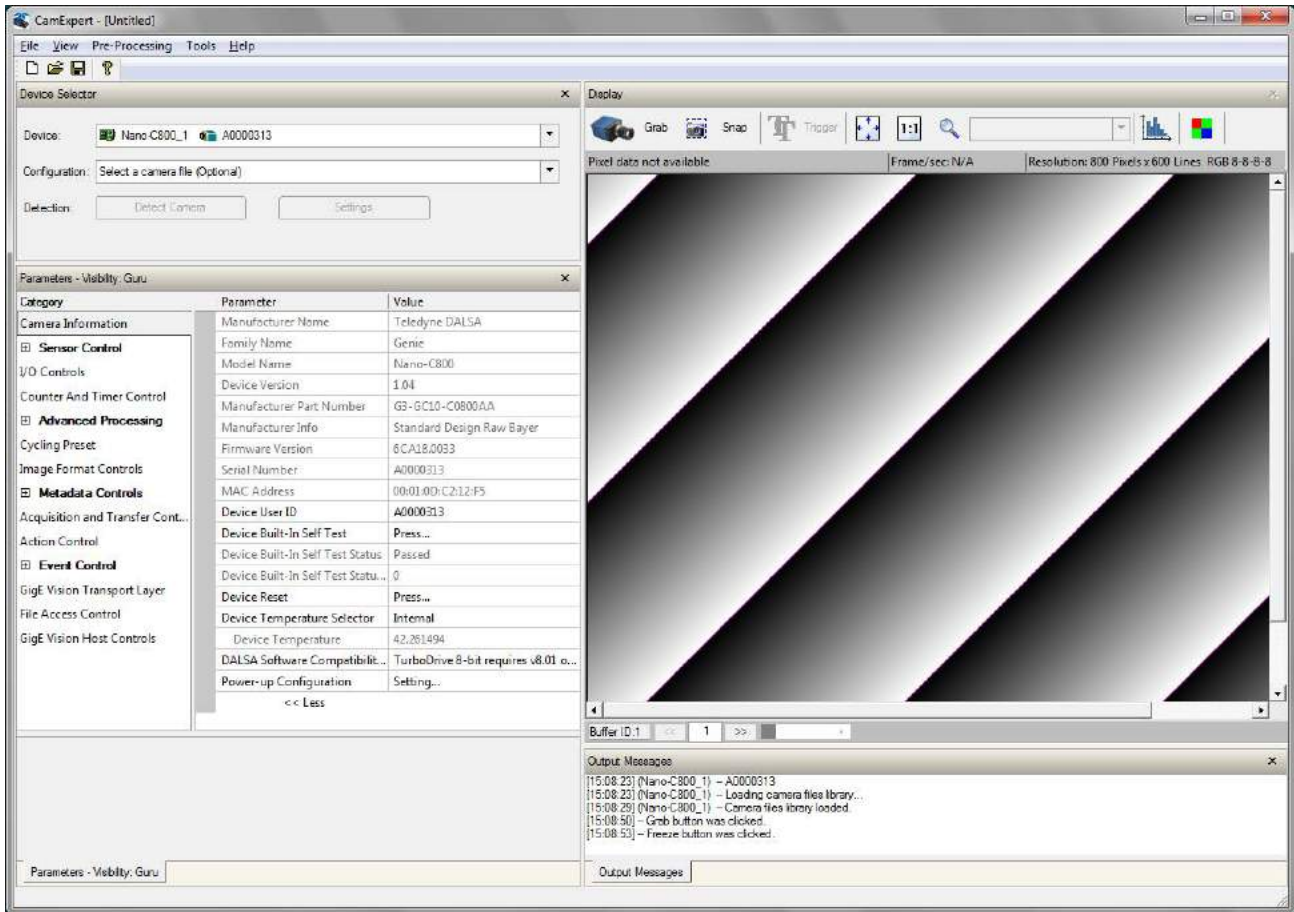 CamExpert - [Untitled]
File View Pre-Processing Tools Help
Device Selector
Device: Nano-C800_1 A0000313
Configuration: Select a camera file (Optional)
Detection: Detect Camera Settings
Parameters - Visibility: Guru
Category Parameter Value
Camera Information
Sensor Control
I/O Controls
Counter And Timer Control
Advanced Processing
Cycling Preset
Image Format Controls
Metadata Controls
Acquisition and Transfer Cont...
Action Control
Event Control
GigE Vision Transport Layer
File Access Control
GigE Vision Host Controls
Manufacturer Name Teledyne DALSA
Family Name Genie
Model Name Nano-C800
Device Version 1.04
Manufacturer Part Number G3-GC10-C0800AA
Manufacturer Info Standard Design Raw Bayer
Firmware Version 6CA18.0033
Serial Number A0000313
MAC Address 00:01:0D:C2:12:F5
Device User ID A0000313
Device Built-In Self Test Press...
Device Built-In Self Test Status Passed
Device Built-In Self Test Statu... 0
Device Reset Press...
Device Temperature Selector Internal
Device Temperature 42.261494
DALSA Software Compatibilit... TurboDrive 8-bit requires v8.01 o...
Power-up Configuration Setting...
<< Less
Parameters - Visibility: Guru
Display
Grab Snap Trigger 1:1
Pixel data not available Frame/sec: N/A Resolution: 800 Pixels x 600 Lines RGB 8-8-8-8
Buffer ID:1 << 1 >>
Output Messages
[15:08:23] (Nano-C800_1) - A0000313
[15:08:23] (Nano-C800_1) - Loading camera files library...
[15:08:29] (Nano-C800_1) - Camera files library loaded.
[15:08:50] - Grab button was clicked.
[15:08:53] - Freeze button was clicked.
Output Messages